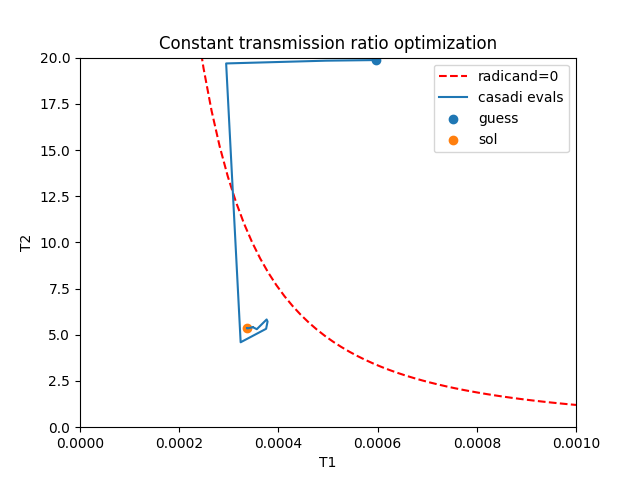 Constant transmission ratio optimization
radicand=0
casadi evals
guess
sol
T2
20.0
17.5
15.0
12.5
10.0
7.5
5.0
2.5
0.0
0.0000 0.0002 0.0004 0.0006 0.0008 0.0010
T1